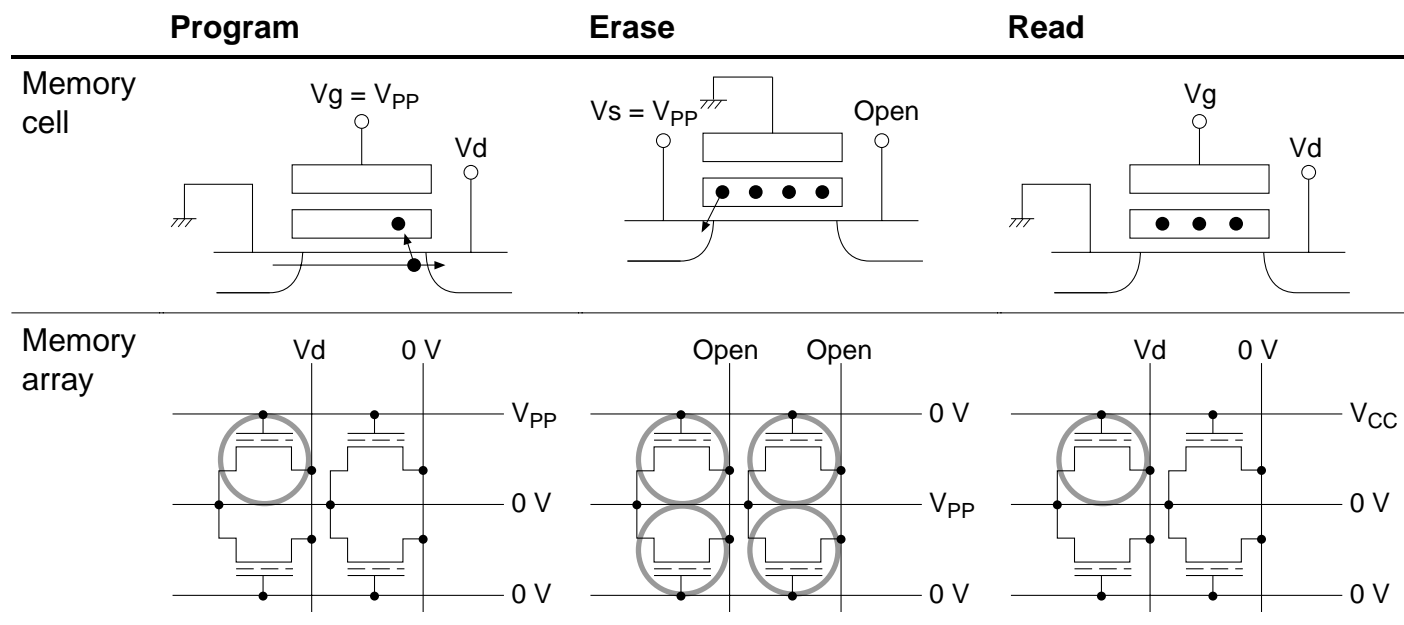 Program Erase Read
Memory
cell
Vg = VPP
Vd
Vs = VPP
Open
Vg
Vd
Memory
array
Vd 0 V
VPP
0 V
0 V
Open Open
0 V
VPP
0 V
Vd 0 V
VCC
0 V
0 V